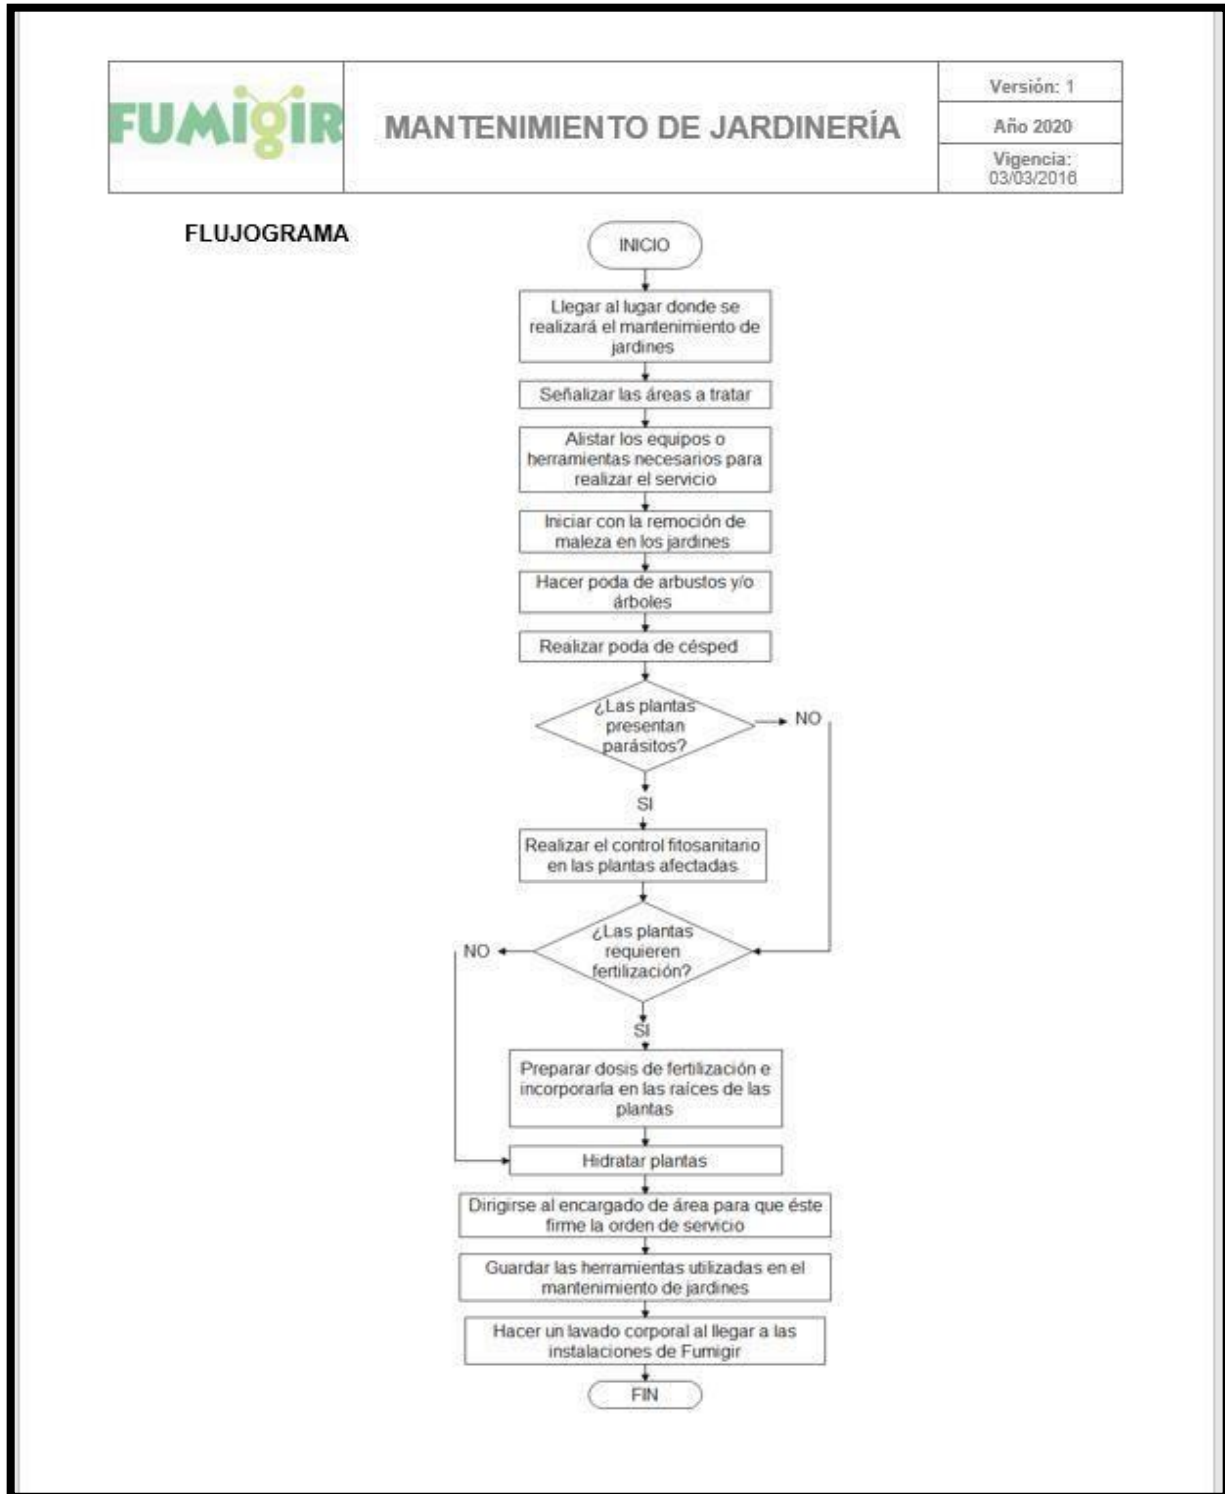 FUMIGIR
MANTENIMIENTO DE JARDINERÍA
Versión: 1
Año 2020
Vigencia:
03/03/2016
FLUJOGRAMA
INICIO
Llegar al lugar donde se
realizará el mantenimiento de
jardines
Señalizar las áreas a tratar
Alistar los equipos o
herramientas necesarios para
realizar el servicio
Iniciar con la remoción de
maleza en los jardines
Hacer poda de arbustos y/o
árboles
Realizar poda de césped
¿Las plantas
presentan
parásitos?
NO
SI
Realizar el control fitosanitario
en las plantas afectadas
¿Las plantas
requieren
fertilización?
NO
SI
Preparar dosis de fertilización e
incorporarla en las raíces de las
plantas
Hidratar plantas
Dirigirse al encargado de área para que éste
firme la orden de servicio
Guardar las herramientas utilizadas en el
mantenimiento de jardines
Hacer un lavado corporal al llegar a las
instalaciones de Fumigir
FIN